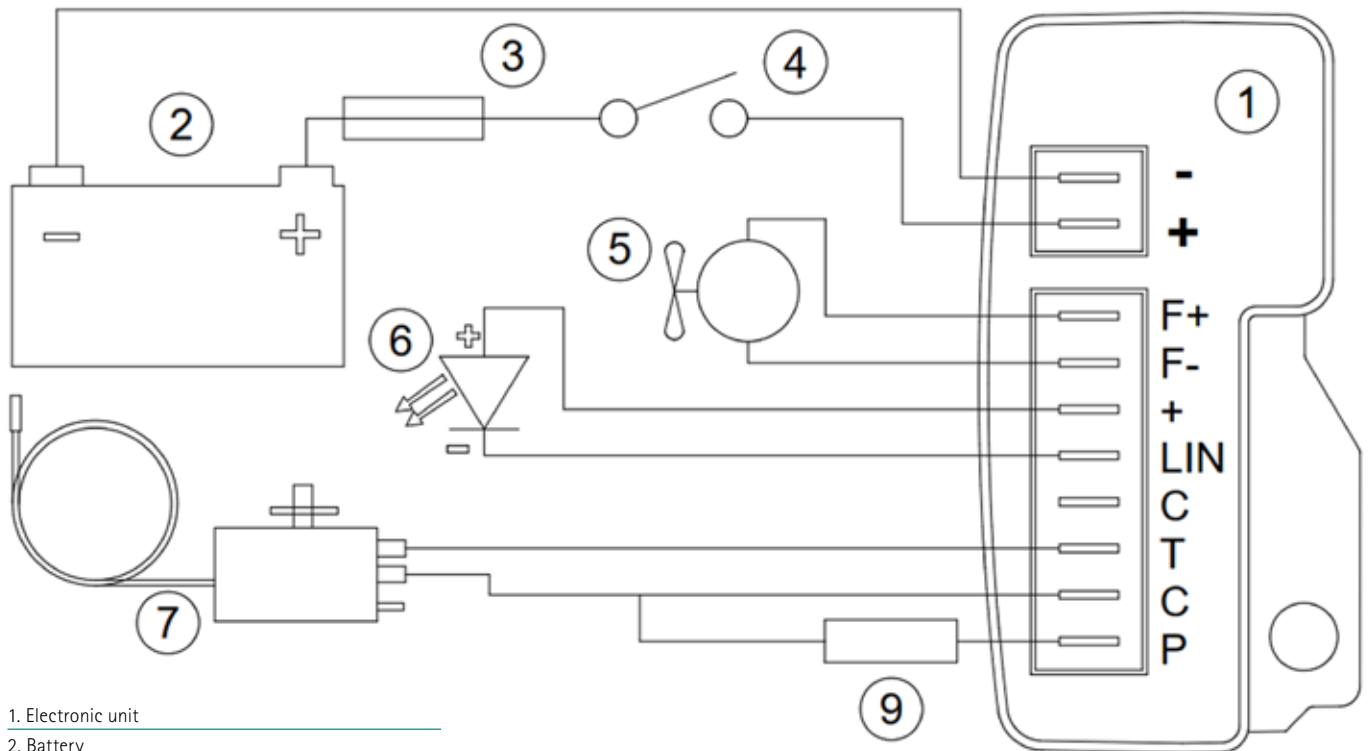 3
4
1
2
-
+
-
+
5
F+
6
+
F-
+
-
LIN
C
T
C
7
P
9
1. Electronic unit
2. Battery